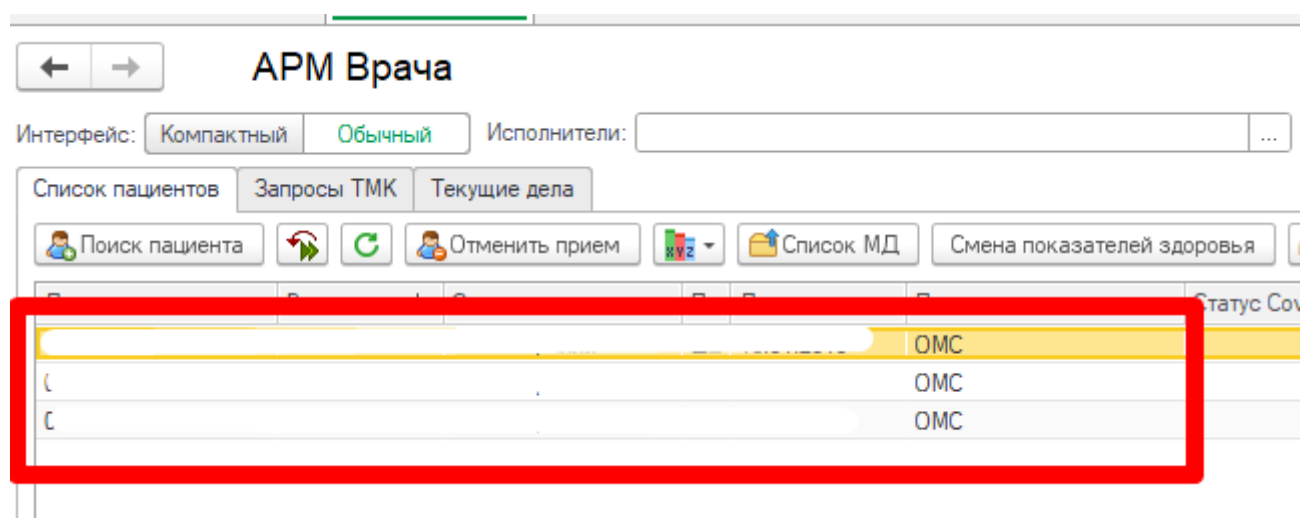 АРМ Врача
Интерфейс: Компактный Обычный Исполнители: ...
Список пациентов Запросы ТМК Текущие дела
Поиск пациента Отменить прием XYZ Список МД Смена показателей здоровья
Статус Cov
ОМС
ОМС
ОМС